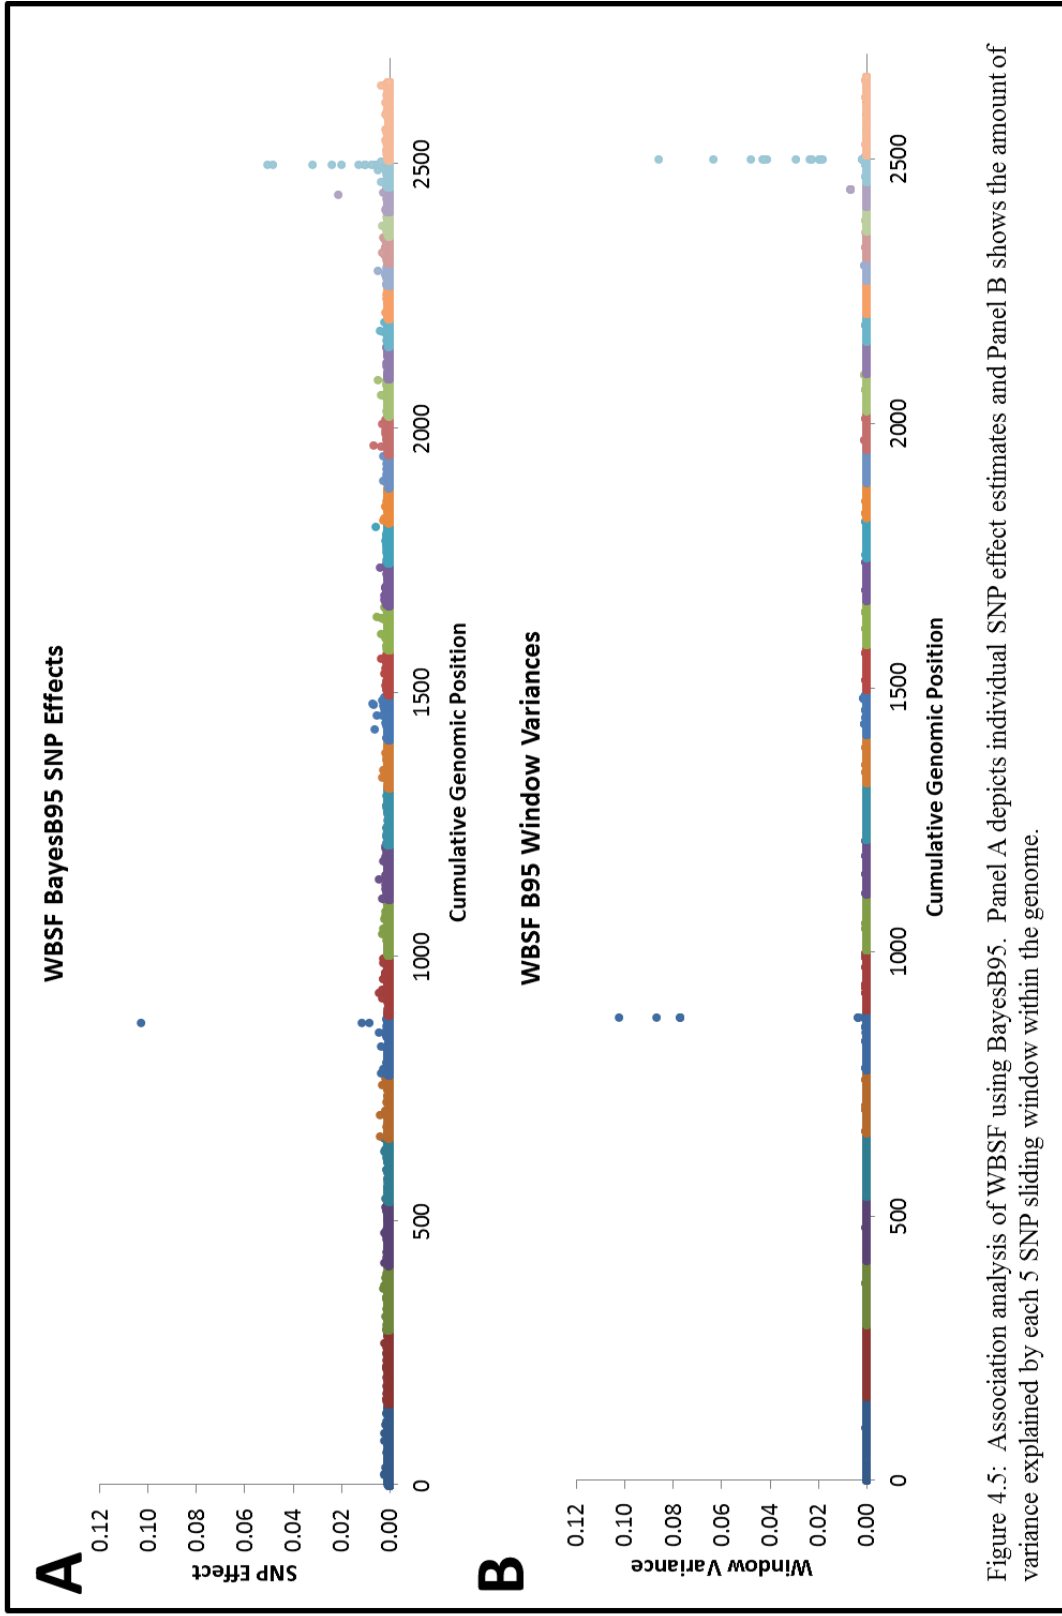 A
WBSF BayesB95 SNP Effects
SNP Effect
0.12
0.10
0.08
0.06
0.04
0.02
0.00
0
500
1000
1500
2000
2500
Cumulative Genomic Position
B
WBSF B95 Window Variances
Window Variance
0.12
0.10
0.08
0.06
0.04
0.02
0.00
0
500
1000
1500
2000
2500
Cumulative Genomic Position
Figure 4.5: Association analysis of WBSF using BayesB95. Panel A depicts individual SNP effect estimates and Panel B shows the amount of
variance explained by each 5 SNP sliding window within the genome.